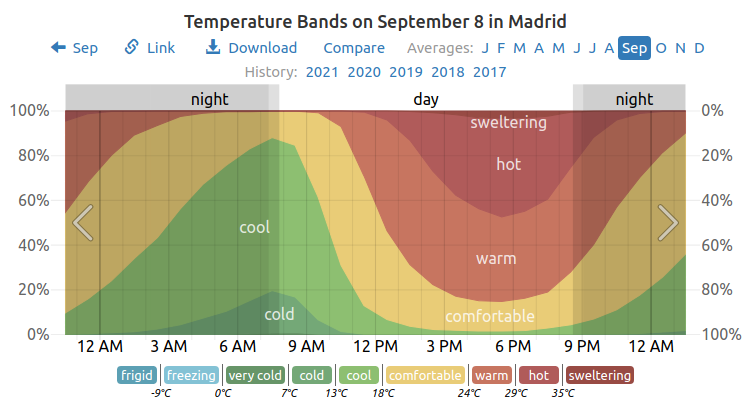 Temperature Bands on September 8 in Madrid
Sep Link Download Compare Averages: J F M A M J J A Sep O N D
History: 2021 2020 2019 2018 2017
night day night
100% 0%
sweltering
80% 20%
hot
60% 40%
cool
40% 60%
warm
20% 80%
cold comfortable
0% 100%
12 AM 3 AM 6 AM 9 AM 12 PM 3 PM 6 PM 9 PM 12 AM
frigid freezing very cold cold cool comfortable warm hot sweltering
-9°C 0°C 7°C 13°C 18°C 24°C 29°C 35°C